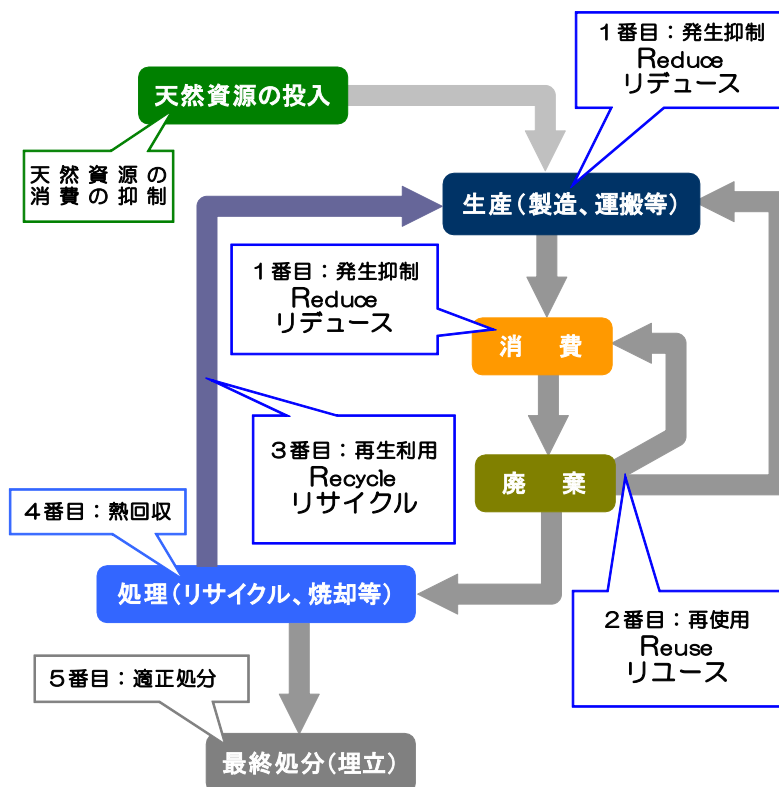 1番目：発生抑制
Reduce
リデュース
天然資源の投入
天然資源の
消費の抑制
生産（製造、運搬等）
1番目：発生抑制
Reduce
リデュース
消　費
3番目：再生利用
Recycle
リサイクル
廃　棄
4番目：熱回収
処理（リサイクル、焼却等）
2番目：再使用
Reuse
リユース
5番目：適正処分
最終処分（埋立）